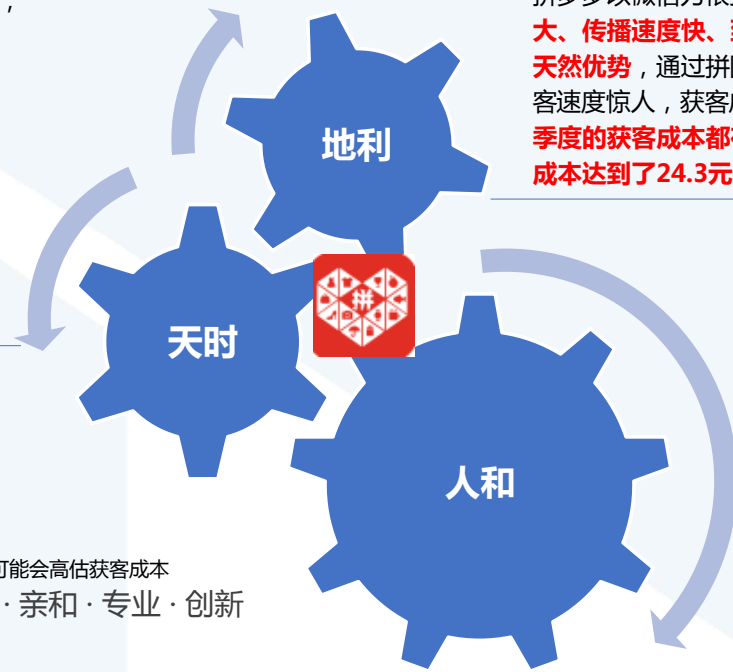 ，
大、传播速度快、
天然优势，通过拼
客速度惊人，获客
季度的获客成本都
成本达到了24.3元
地利
拼
天时
人和
可能会高估获客成本
·亲和·专业·创新